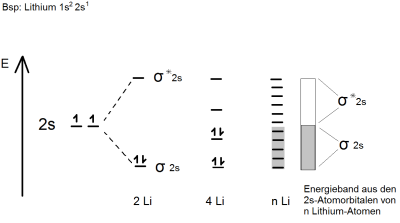 Bsp: Lithium 1s² 2s¹
E
σ*2s
σ*2s
2s
σ 2s
σ 2s
2 Li
4 Li
n Li
Energieband aus den
2s-Atomorbitalen von
n Lithium-Atomen